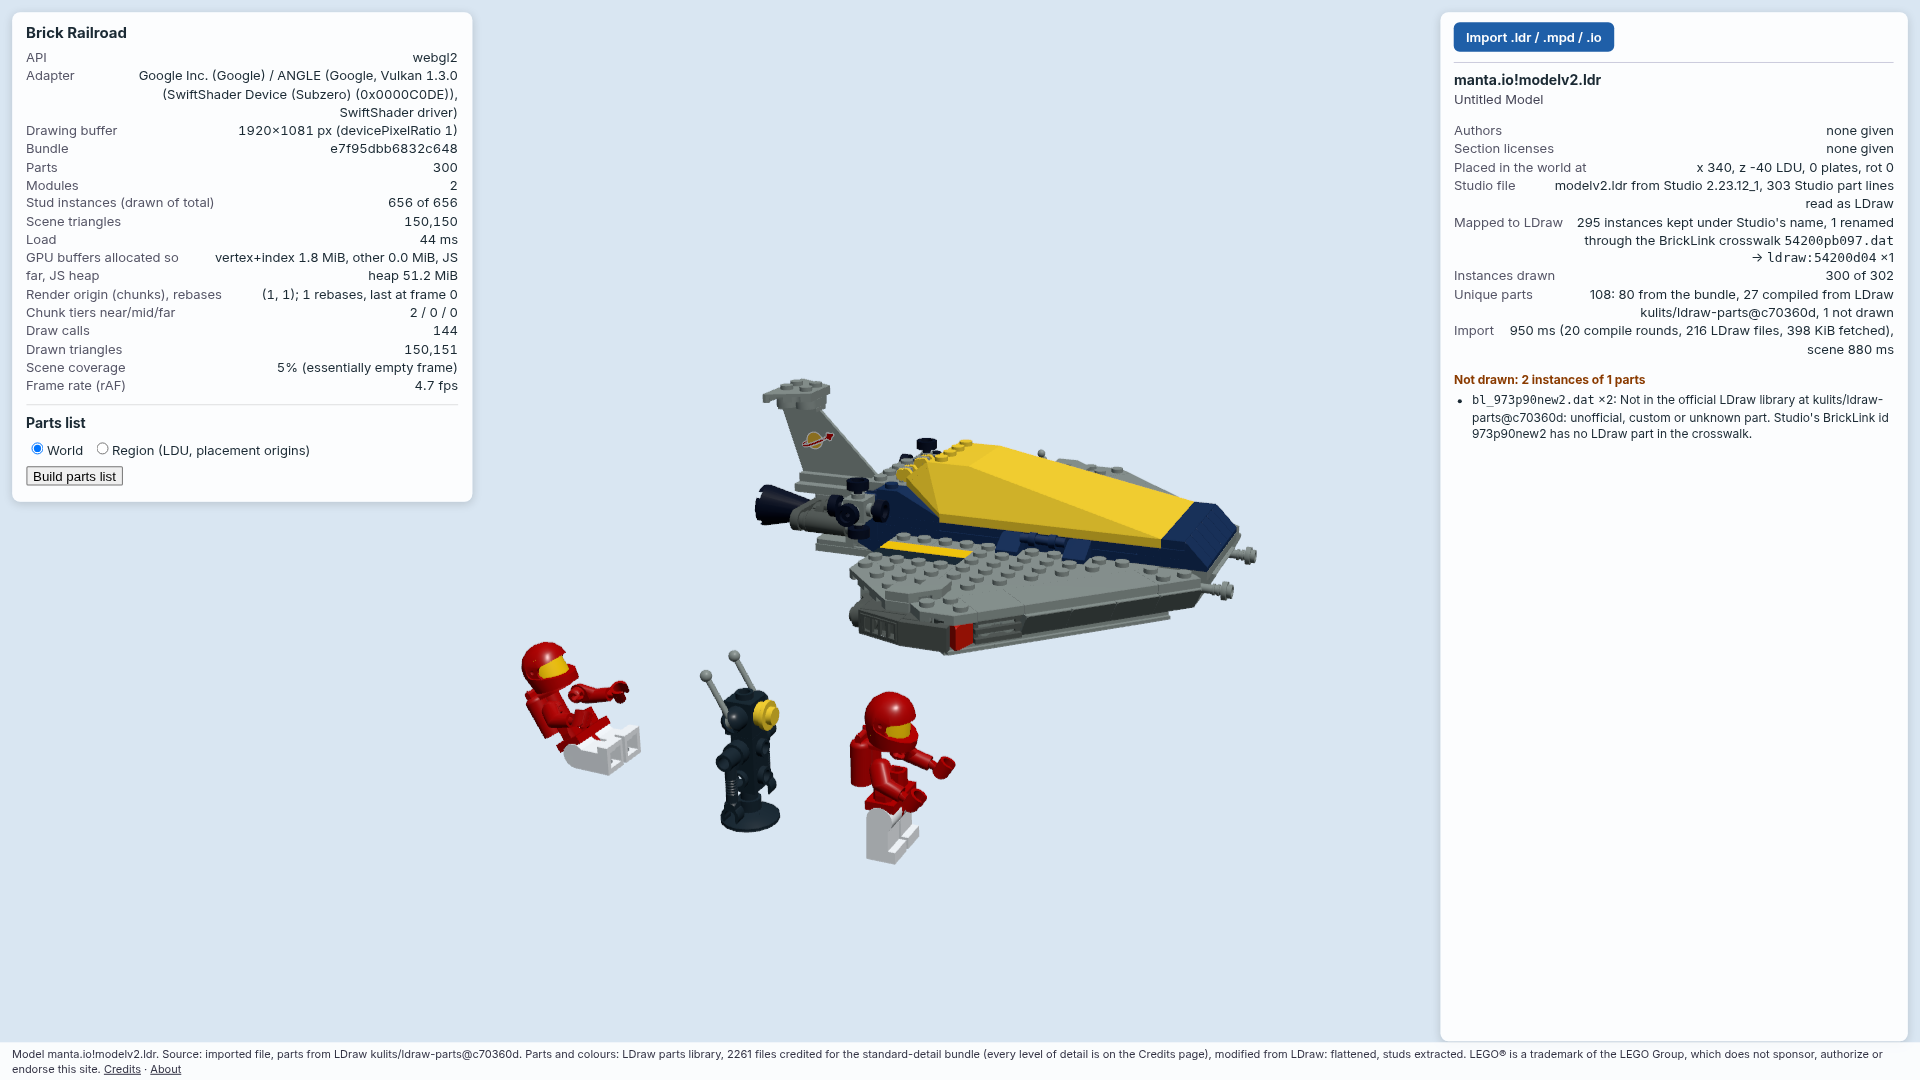 Brick Railroad
API webgl2
Adapter Google Inc. (Google) / ANGLE (Google, Vulkan 1.3.0
(SwiftShader Device (Subzero) (0x0000C0DE)),
SwiftShader driver)
Drawing buffer 1920×1081 px (devicePixelRatio 1)
Bundle e7f95dbb6832c648
Parts 300
Modules 2
Stud instances (drawn of total) 656 of 656
Scene triangles 150,150
Load 44 ms
GPU buffers allocated so vertex+index 1.8 MiB, other 0.0 MiB, JS
far, JS heap heap 51.2 MiB
Render origin (chunks), rebases (1, 1); 1 rebases, last at frame 0
Chunk tiers near/mid/far 2 / 0 / 0
Draw calls 144
Drawn triangles 150,151
Scene coverage 5% (essentially empty frame)
Frame rate (rAF) 4.7 fps
Parts list
World Region (LDU, placement origins)
Build parts list
Import .ldr / .mpd / .io
manta.io!modelv2.ldr
Untitled Model
Authors none given
Section licenses none given
Placed in the world at x 340, z -40 LDU, 0 plates, rot 0
Studio file modelv2.ldr from Studio 2.23.12_1, 303 Studio part lines
read as LDraw
Mapped to LDraw 295 instances kept under Studio's name, 1 renamed
through the BrickLink crosswalk 54200pb097.dat
→ ldraw:54200d04 ×1
Instances drawn 300 of 302
Unique parts 108: 80 from the bundle, 27 compiled from LDraw
kulits/ldraw-parts@c70360d, 1 not drawn
Import 950 ms (20 compile rounds, 216 LDraw files, 398 KiB fetched),
scene 880 ms
Not drawn: 2 instances of 1 parts
• bl_973p90new2.dat ×2: Not in the official LDraw library at kulits/ldraw-
parts@c70360d: unofficial, custom or unknown part. Studio's BrickLink id
973p90new2 has no LDraw part in the crosswalk.
Model manta.io!modelv2.ldr. Source: imported file, parts from LDraw kulits/ldraw-parts@c70360d. Parts and colours: LDraw parts library, 2261 files credited for the standard-detail bundle (every level of detail is on the Credits page), modified from LDraw: flattened, studs extracted. LEGO® is a trademark of the LEGO Group, which does not sponsor, authorize or
endorse this site. Credits · About